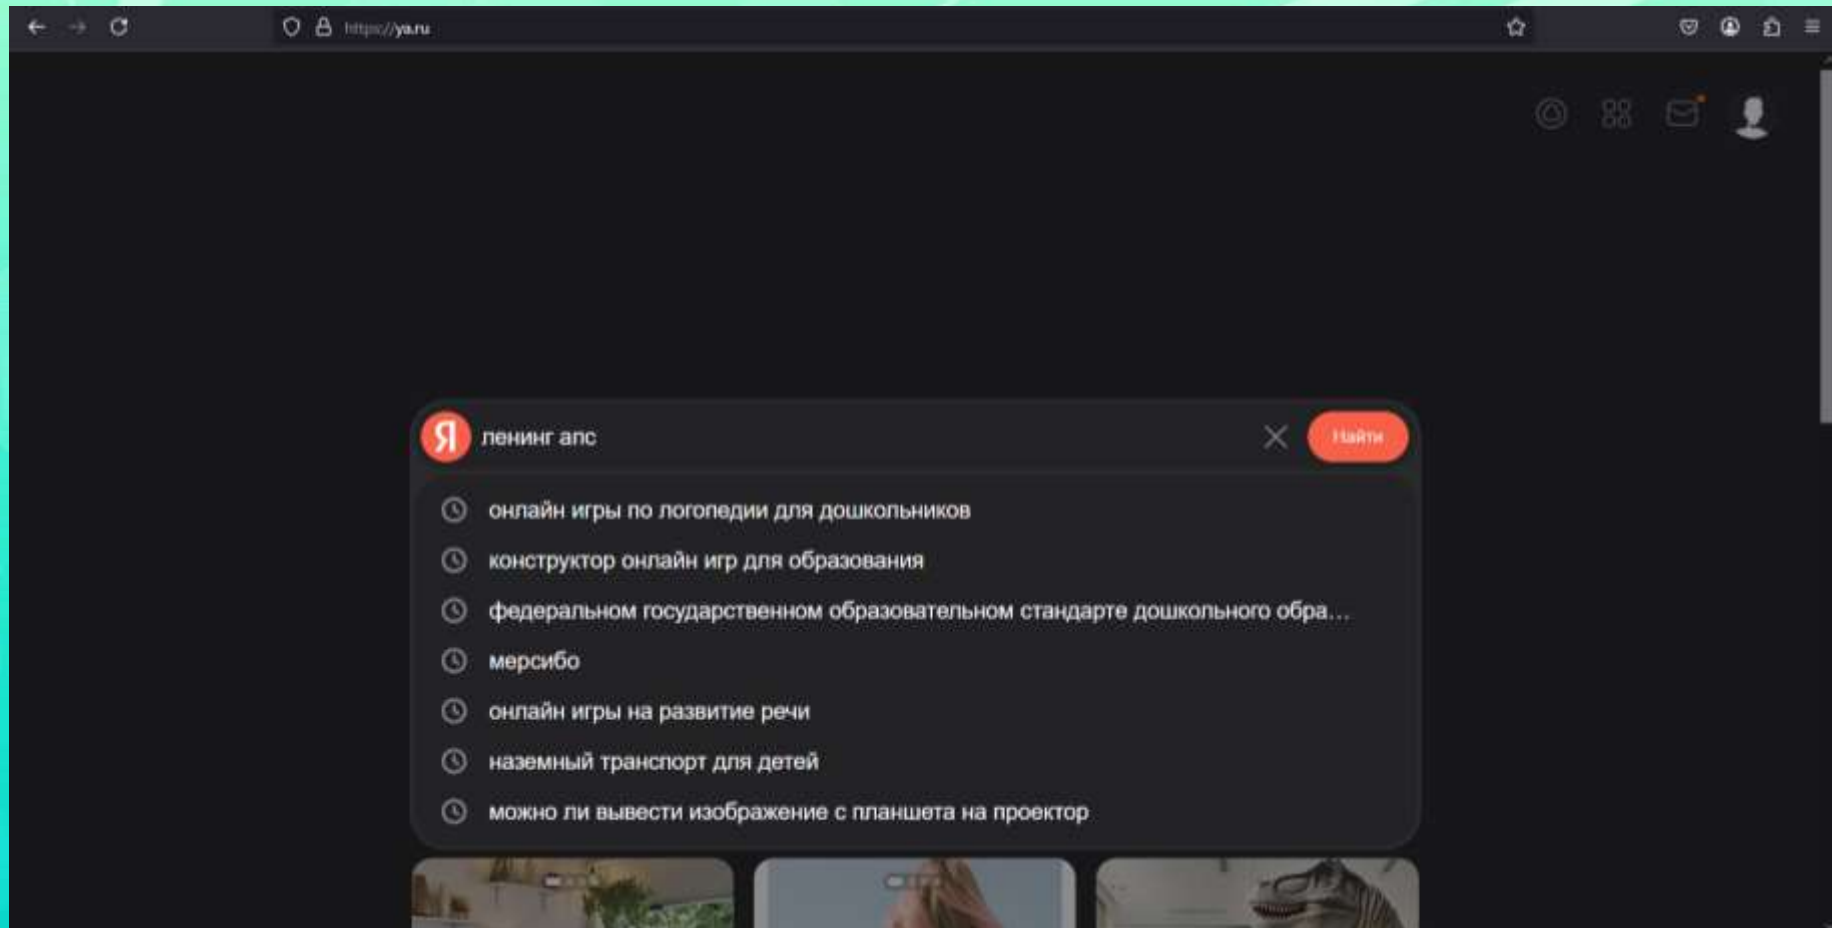 https://ya.ru
Я ленинг апс Найти
онлайн игры по логопедии для дошкольников
конструктор онлайн игр для образования
федеральном государственном образовательном стандарте дошкольного обра...
мерсибо
онлайн игры на развитие речи
наземный транспорт для детей
можно ли вывести изображение с планшета на проектор